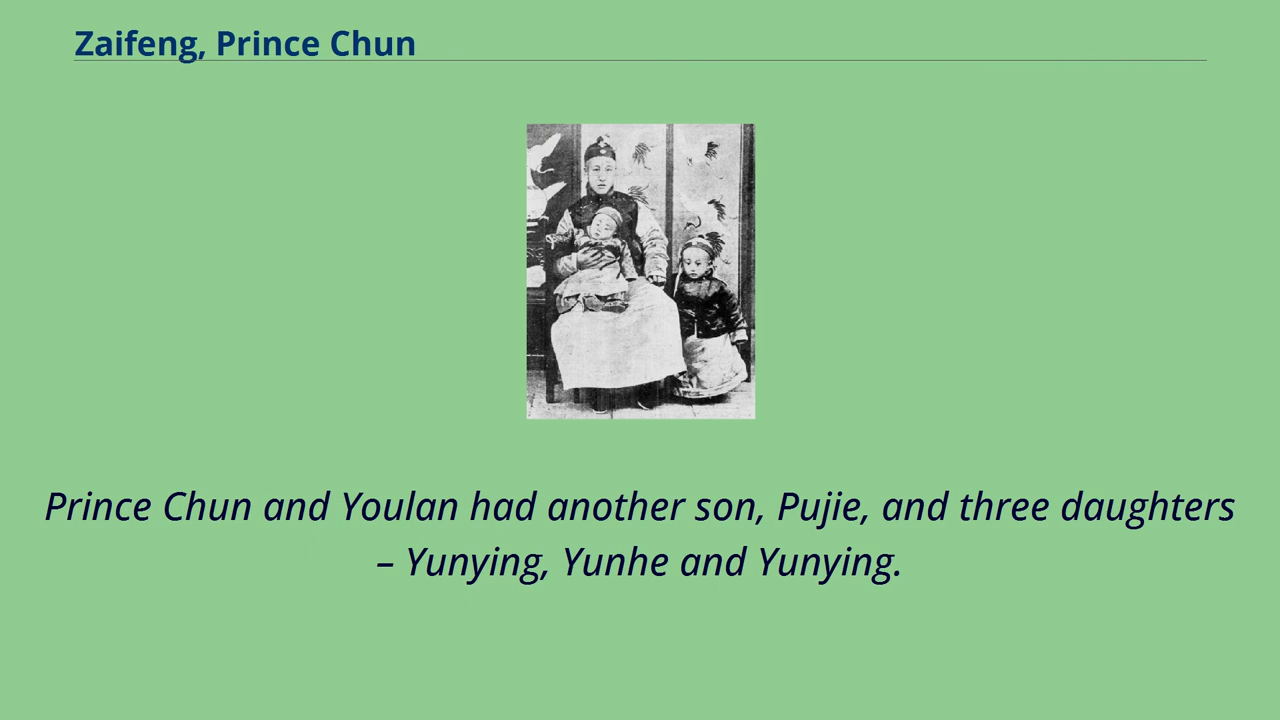 Zaifeng, Prince Chun
Prince Chun and Youlan had another son, Pujie, and three daughters
– Yunying, Yunhe and Yunying.